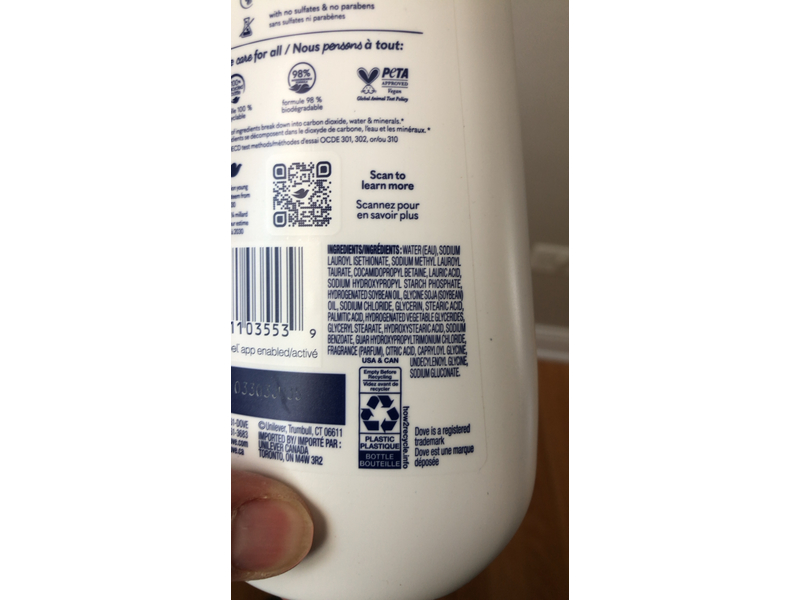 with no sulfates & no parabens
sans sulfates ni parabènes
care for all / Nous pensons à tout:
98%
formule 98 %
biodégradable
PeTA
APPROVED
Vegan
Global Animal Test Policy
of ingredients break down into carbon dioxide, water & minerals.*
se décomposent dans le dioxyde de carbone, l'eau et les minéraux.*
test methods/méthodes d'essai OCDE 301, 302, or/ou 310
Scan to
learn more
Scannez pour
en savoir plus
INGREDIENTS/INGRÉDIENTS: WATER (EAU), SODIUM
LAUROYL ISETHIONATE, SODIUM METHYL LAUROYL
TAURATE, COCAMIDOPROPYL BETAINE, LAURIC ACID,
SODIUM HYDROXYPROPYL STARCH PHOSPHATE,
HYDROGENATED SOYBEAN OIL, GLYCINE SOJA (SOYBEAN)
OIL, SODIUM CHLORIDE, GLYCERIN, STEARIC ACID,
PALMITIC ACID, HYDROGENATED VEGETABLE GLYCERIDES,
GLYCERYL STEARATE, HYDROXYSTEARIC ACID, SODIUM
BENZOATE, GUAR HYDROXYPROPYLTRIMONIUM CHLORIDE,
FRAGRANCE (PARFUM), CITRIC ACID, CAPRYLOYL GLYCINE,
UNDECYLENOYL GLYCINE,
SODIUM GLUCONATE.
1103553 9
app enabled/activé
USA & CAN
Empty Before
Recycling
Videz avant de
recycler
PLASTIC
PLASTIQUE
BOTTLE
BOUTEILLE
how2recycle.info
©Unilever, Trumbull, CT 06611
IMPORTED BY/IMPORTÉ PAR :
UNILEVER CANADA
TORONTO, ON M4W 3R2
Dove is a registered
trademark
Dove est une marque
déposée